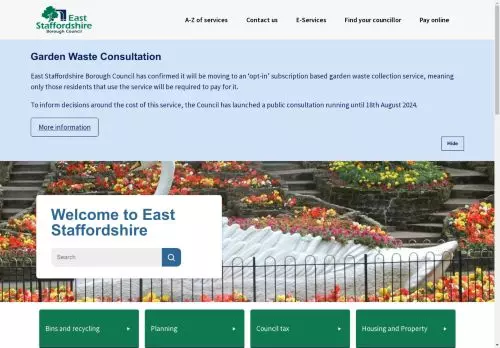 East
Staffordshire
Borough Council
A-Z of services
Contact us
E-Services
Find your councillor
Pay online
Garden Waste Consultation
East Staffordshire Borough Council has confirmed it will be moving to an ‘opt-in’ subscription based garden waste collection service, meaning
only those residents that use the service will be required to pay for it.
To inform decisions around the cost of this service, the Council has launched a public consultation running until 18th August 2024.
More information
Hide
Welcome to East
Staffordshire
Search
Bins and recycling
Planning
Council tax
Housing and Property